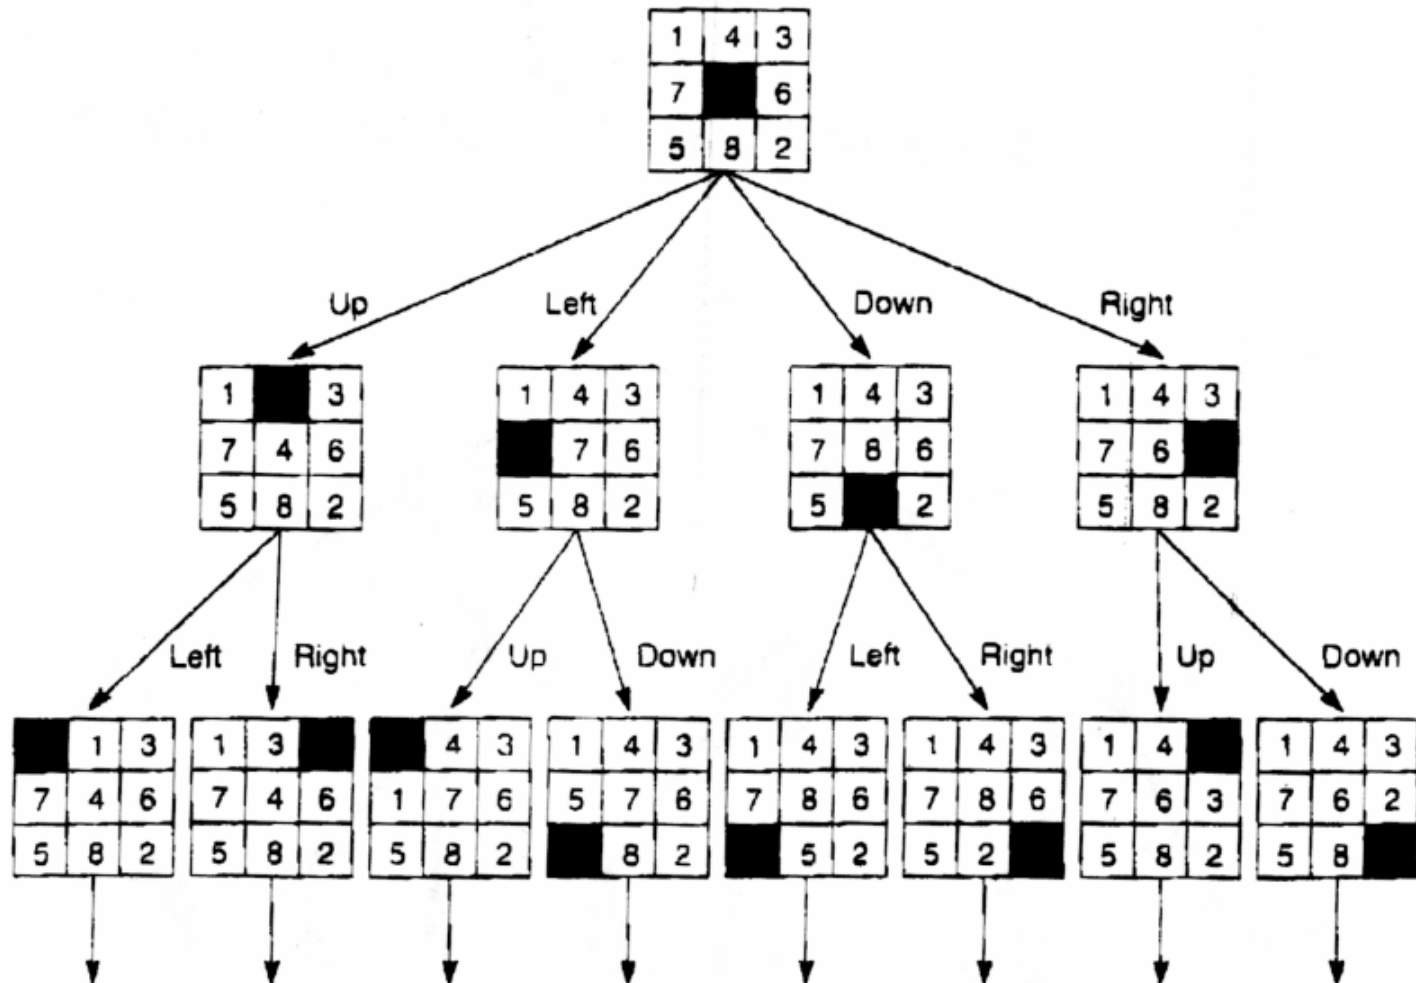 1 4 3
7 6
5 8 2
Up Left Down Right
1 3 1 4 3 1 4 3 1 4 3
7 4 6 7 6 7 8 6 7 6
5 8 2 5 8 2 5 2 5 8 2
Left Right Up Down Left Right Up Down
1 3 1 3 4 3 1 4 3 1 4 3 1 4 3 1 4 1 4 3
7 4 6 7 4 6 1 7 6 5 7 6 7 8 6 7 8 6 7 6 3 7 6 2
5 8 2 5 8 2 5 8 2 8 2 5 2 5 2 5 8 2 5 8